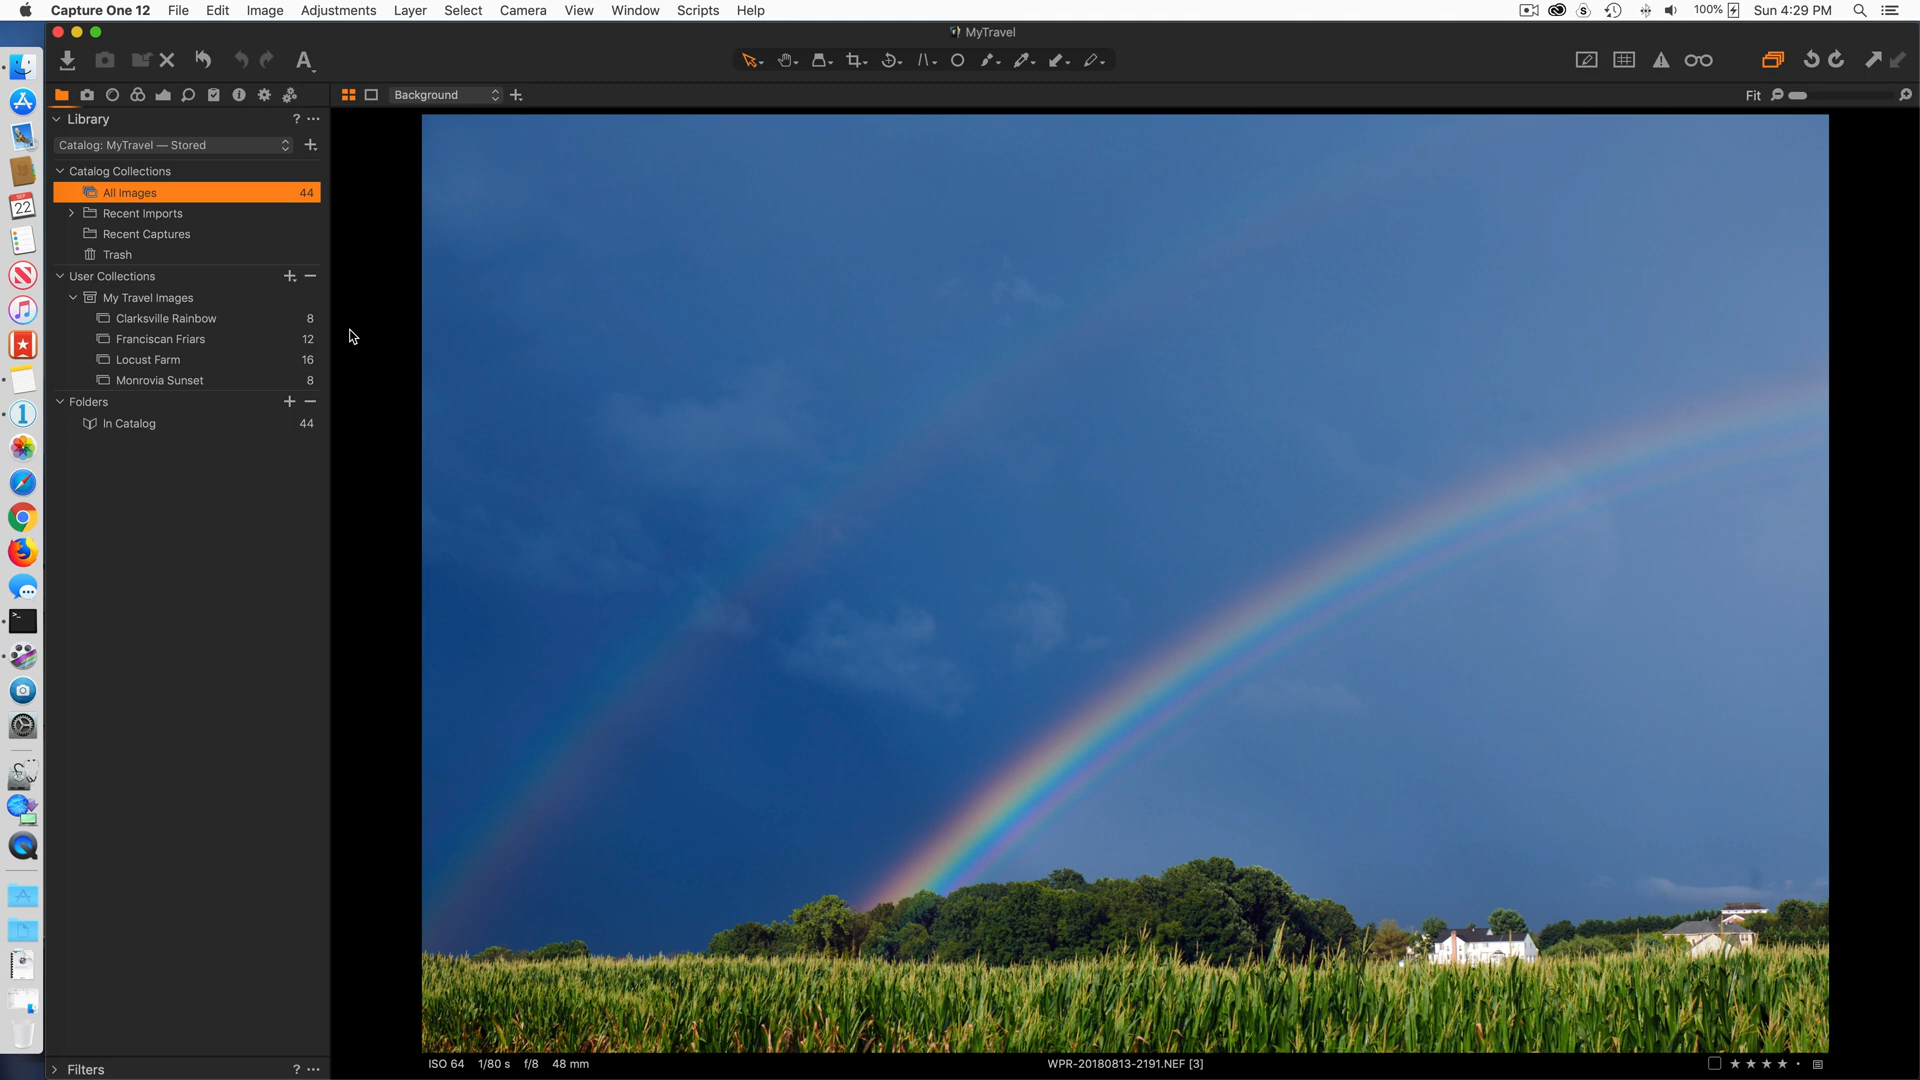 Capture One 12 File Edit Image Adjustments Layer Select Camera View Window Scripts Help 100% Sun 4:29 PM
MyTravel
Background
Fit
Library ? ...
Catalog: MyTravel — Stored
Catalog Collections
All Images 44
Recent Imports
Recent Captures
Trash
User Collections
My Travel Images
Clarksville Rainbow 8
Franciscan Friars 12
Locust Farm 16
Monrovia Sunset 8
Folders
In Catalog 44
Filters ? ...
ISO 64 1/80 s f/8 48 mm WPR-20180813-2191.NEF [3]
SEP
22
1